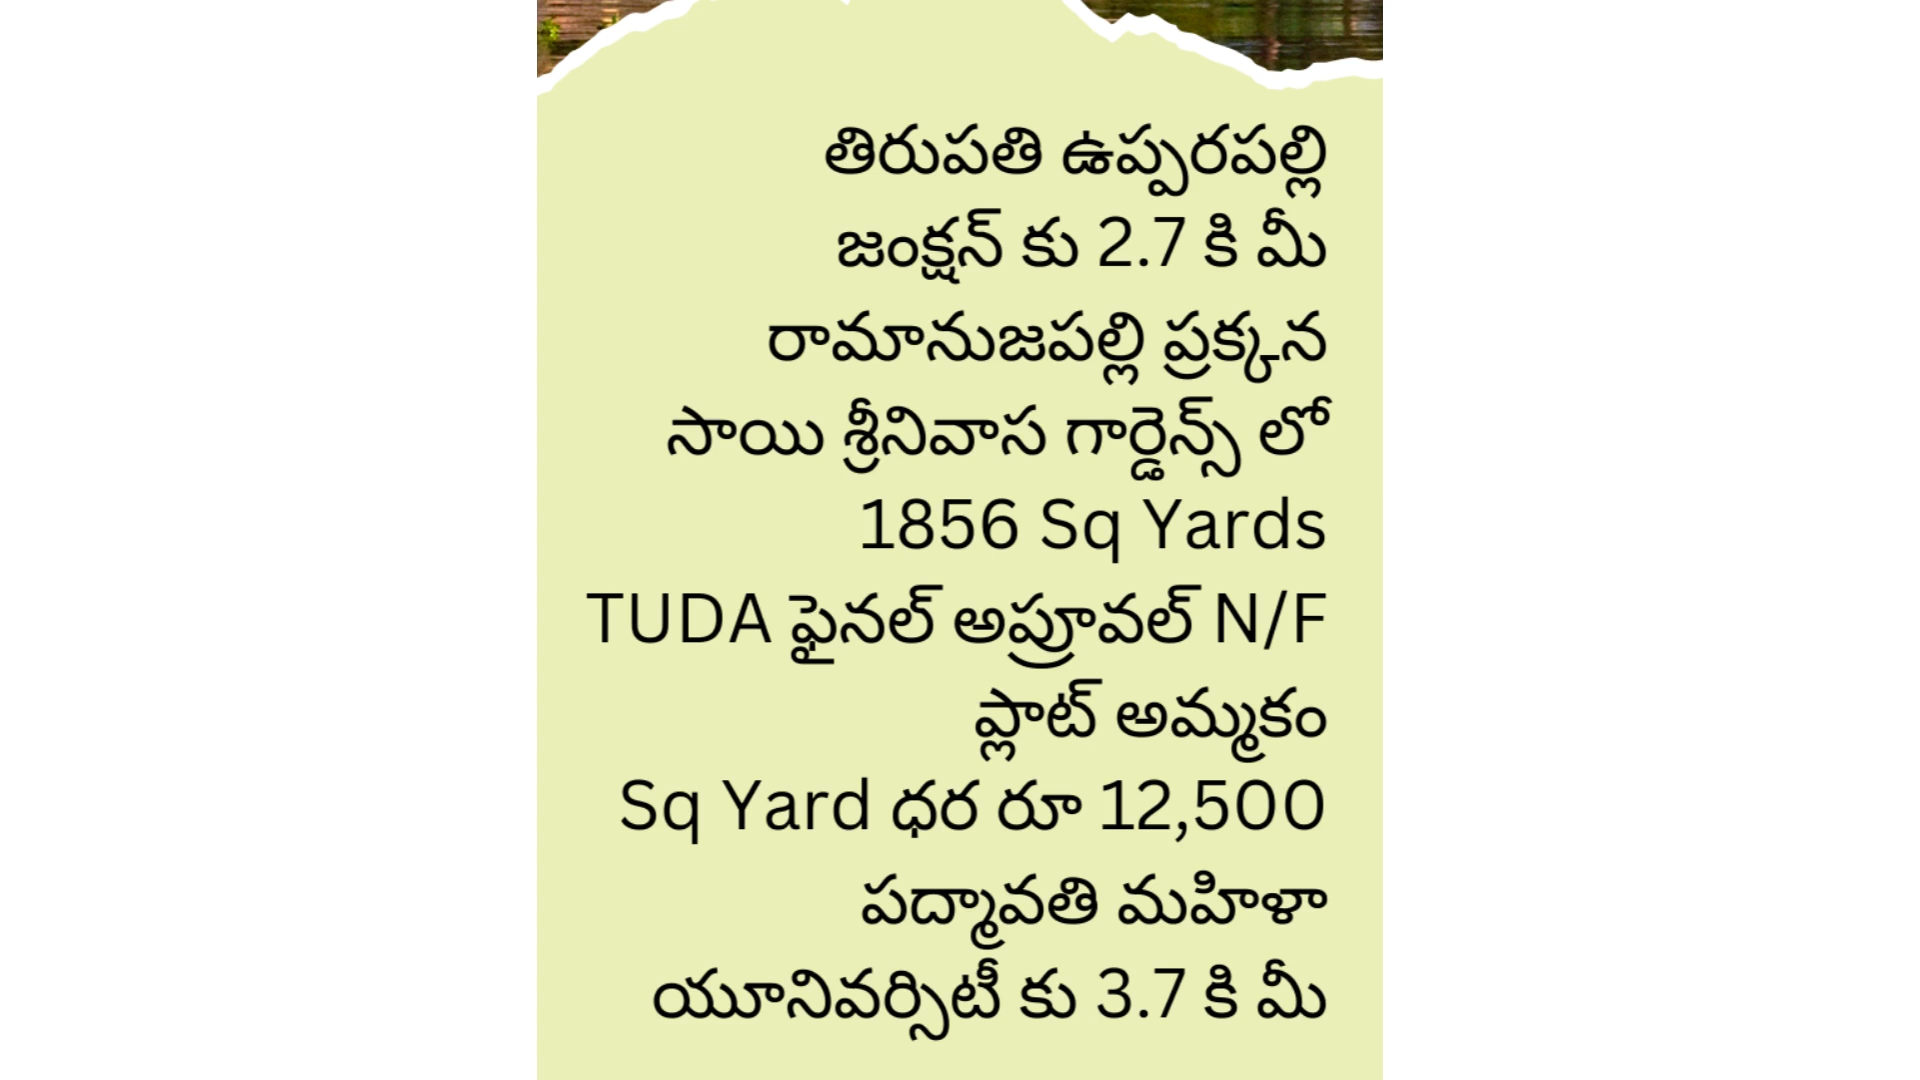 తిరుపతి ఉప్పరపల్లి
జంక్షన్ కు 2.7 కి మీ
రామానుజపల్లి ప్రక్కన
సాయి శ్రీనివాస గార్డెన్స్ లో
1856 Sq Yards
TUDA ఫైనల్ అప్రూవల్ N/F
ప్లాట్ అమ్మకం
Sq Yard ధర రూ 12,500
పద్మావతి మహిళా
యూనివర్సిటీ కు 3.7 కి మీ